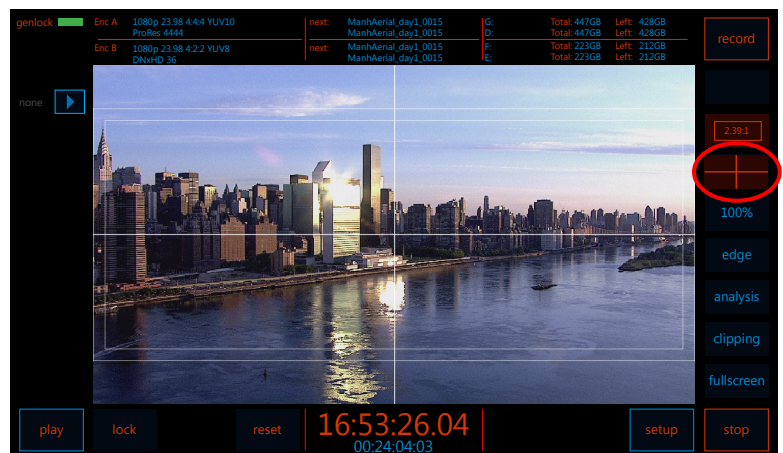 genlock
Enc A 1080p 23.98 4:4:4 YUV10 next: ManhAerial_day1_0015 G: Total: 447GB Left: 428GB
ProRes 4444 ManhAerial_day1_0015 D: Total: 447GB Left: 428GB
Enc B 1080p 23.98 4:2:2 YUV8 next: ManhAerial_day1_0015 F: Total: 223GB Left: 212GB
DNxHD 36 ManhAerial_day1_0015 E: Total: 223GB Left: 212GB
record
none
2.39:1
100%
edge
analysis
clipping
fullscreen
play lock reset 16:53:26.04 setup stop
00:24:04:03